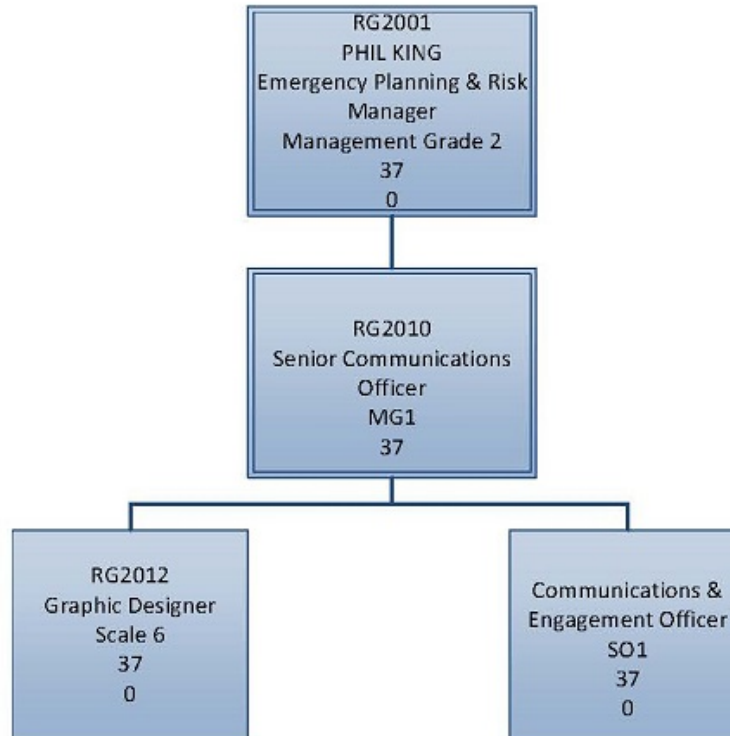 RG2001
PHIL KING
Emergency Planning & Risk
Manager
Management Grade 2
37
0
RG2010
Senior Communications
Officer
MG1
37
RG2012
Graphic Designer
Scale 6
37
0
Communications &
Engagement Officer
SO1
37
0